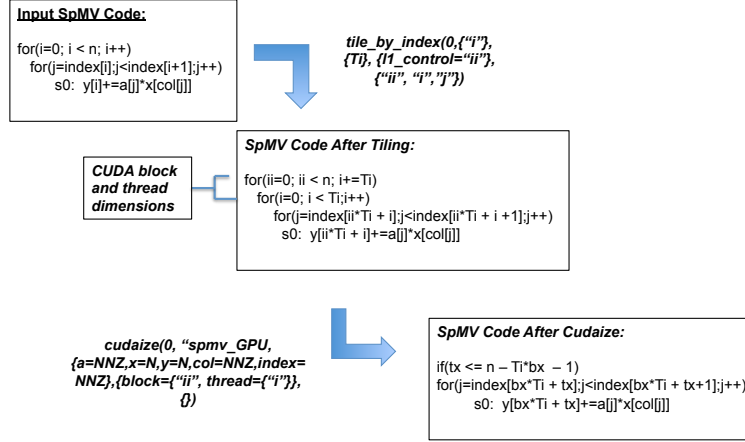 Input SpMV Code:
for(i=0; i < n; i++)
for(j=index[i];j<index[i+1];j++)
s0: y[i]+=a[j]*x[col[j]]
tile_by_index(0,{“i”},
{Ti}, {l1_control=“ii”},
{“ii”, “i”,”j”})
SpMV Code After Tiling:
for(ii=0; ii < n; i+=Ti)
for(i=0; i < Ti;i++)
for(j=index[ii*Ti + i];j<index[ii*Ti + i +1];j++)
s0: y[ii*Ti + i]+=a[j]*x[col[j]]
CUDA block
and thread
dimensions
cudaize(0, “spmv_GPU,
{a=NNZ,x=N,y=N,col=NNZ,index=
NNZ},{block={“ii”, thread={“i”}},
{})
SpMV Code After Cudaize:
if(tx <= n – Ti*bx – 1)
for(j=index[bx*Ti + tx];j<index[bx*Ti + tx+1];j++)
s0: y[bx*Ti + tx]+=a[j]*x[col[j]]